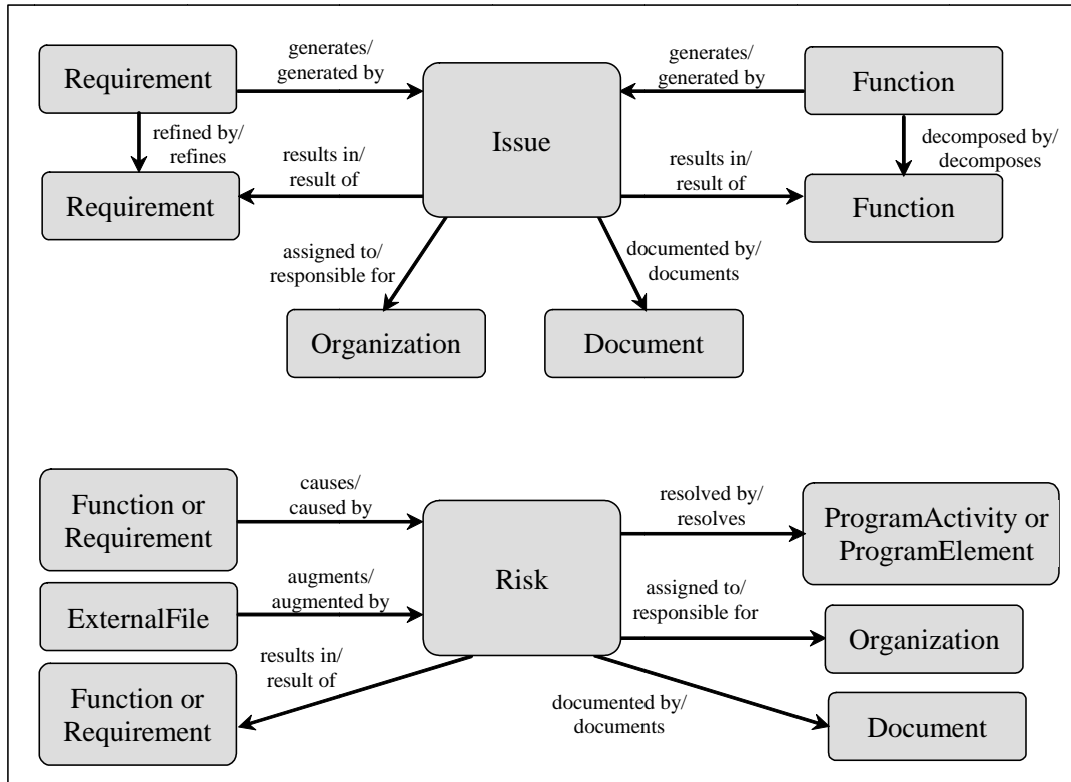 Requirement
generates/
generated by
Issue
generates/
generated by
Function
refined by/
refines
decomposed by/
decomposes
Requirement
results in/
result of
results in/
result of
Function
assigned to/
responsible for
documented by/
documents
Organization
Document
Function or
Requirement
causes/
caused by
Risk
resolved by/
resolves
ProgramActivity or
ProgramElement
ExternalFile
augments/
augmented by
assigned to/
responsible for
Organization
Function or
Requirement
results in/
result of
documented by/
documents
Document